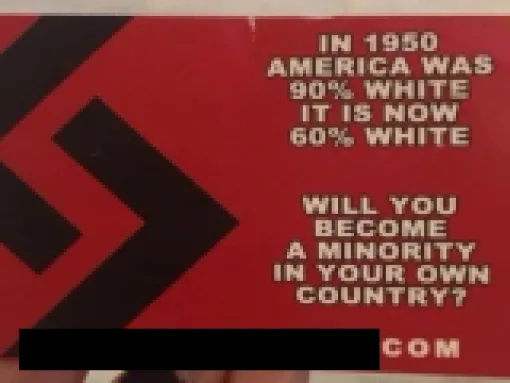 IN 1950
AMERICA WAS
90% WHITE
IT IS NOW
60% WHITE
WILL YOU
BECOME
A MINORITY
IN YOUR OWN
COUNTRY?
.COM